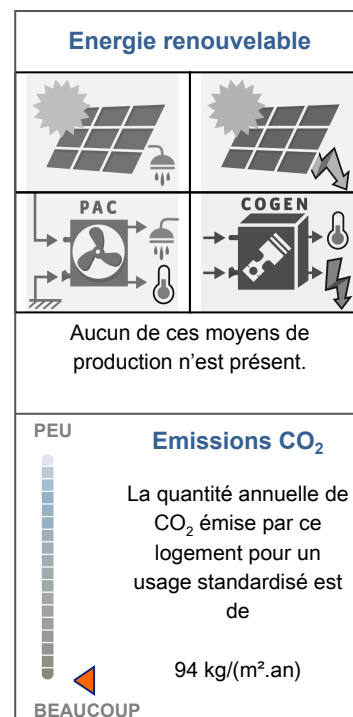 Energie renouvelable
PAC
COGEN
Aucun de ces moyens de
production n’est présent.
PEU
Emissions CO₂
La quantité annuelle de
CO₂ émise par ce
logement pour un
usage standardisé est
de
94 kg/(m².an)
BEAUCOUP